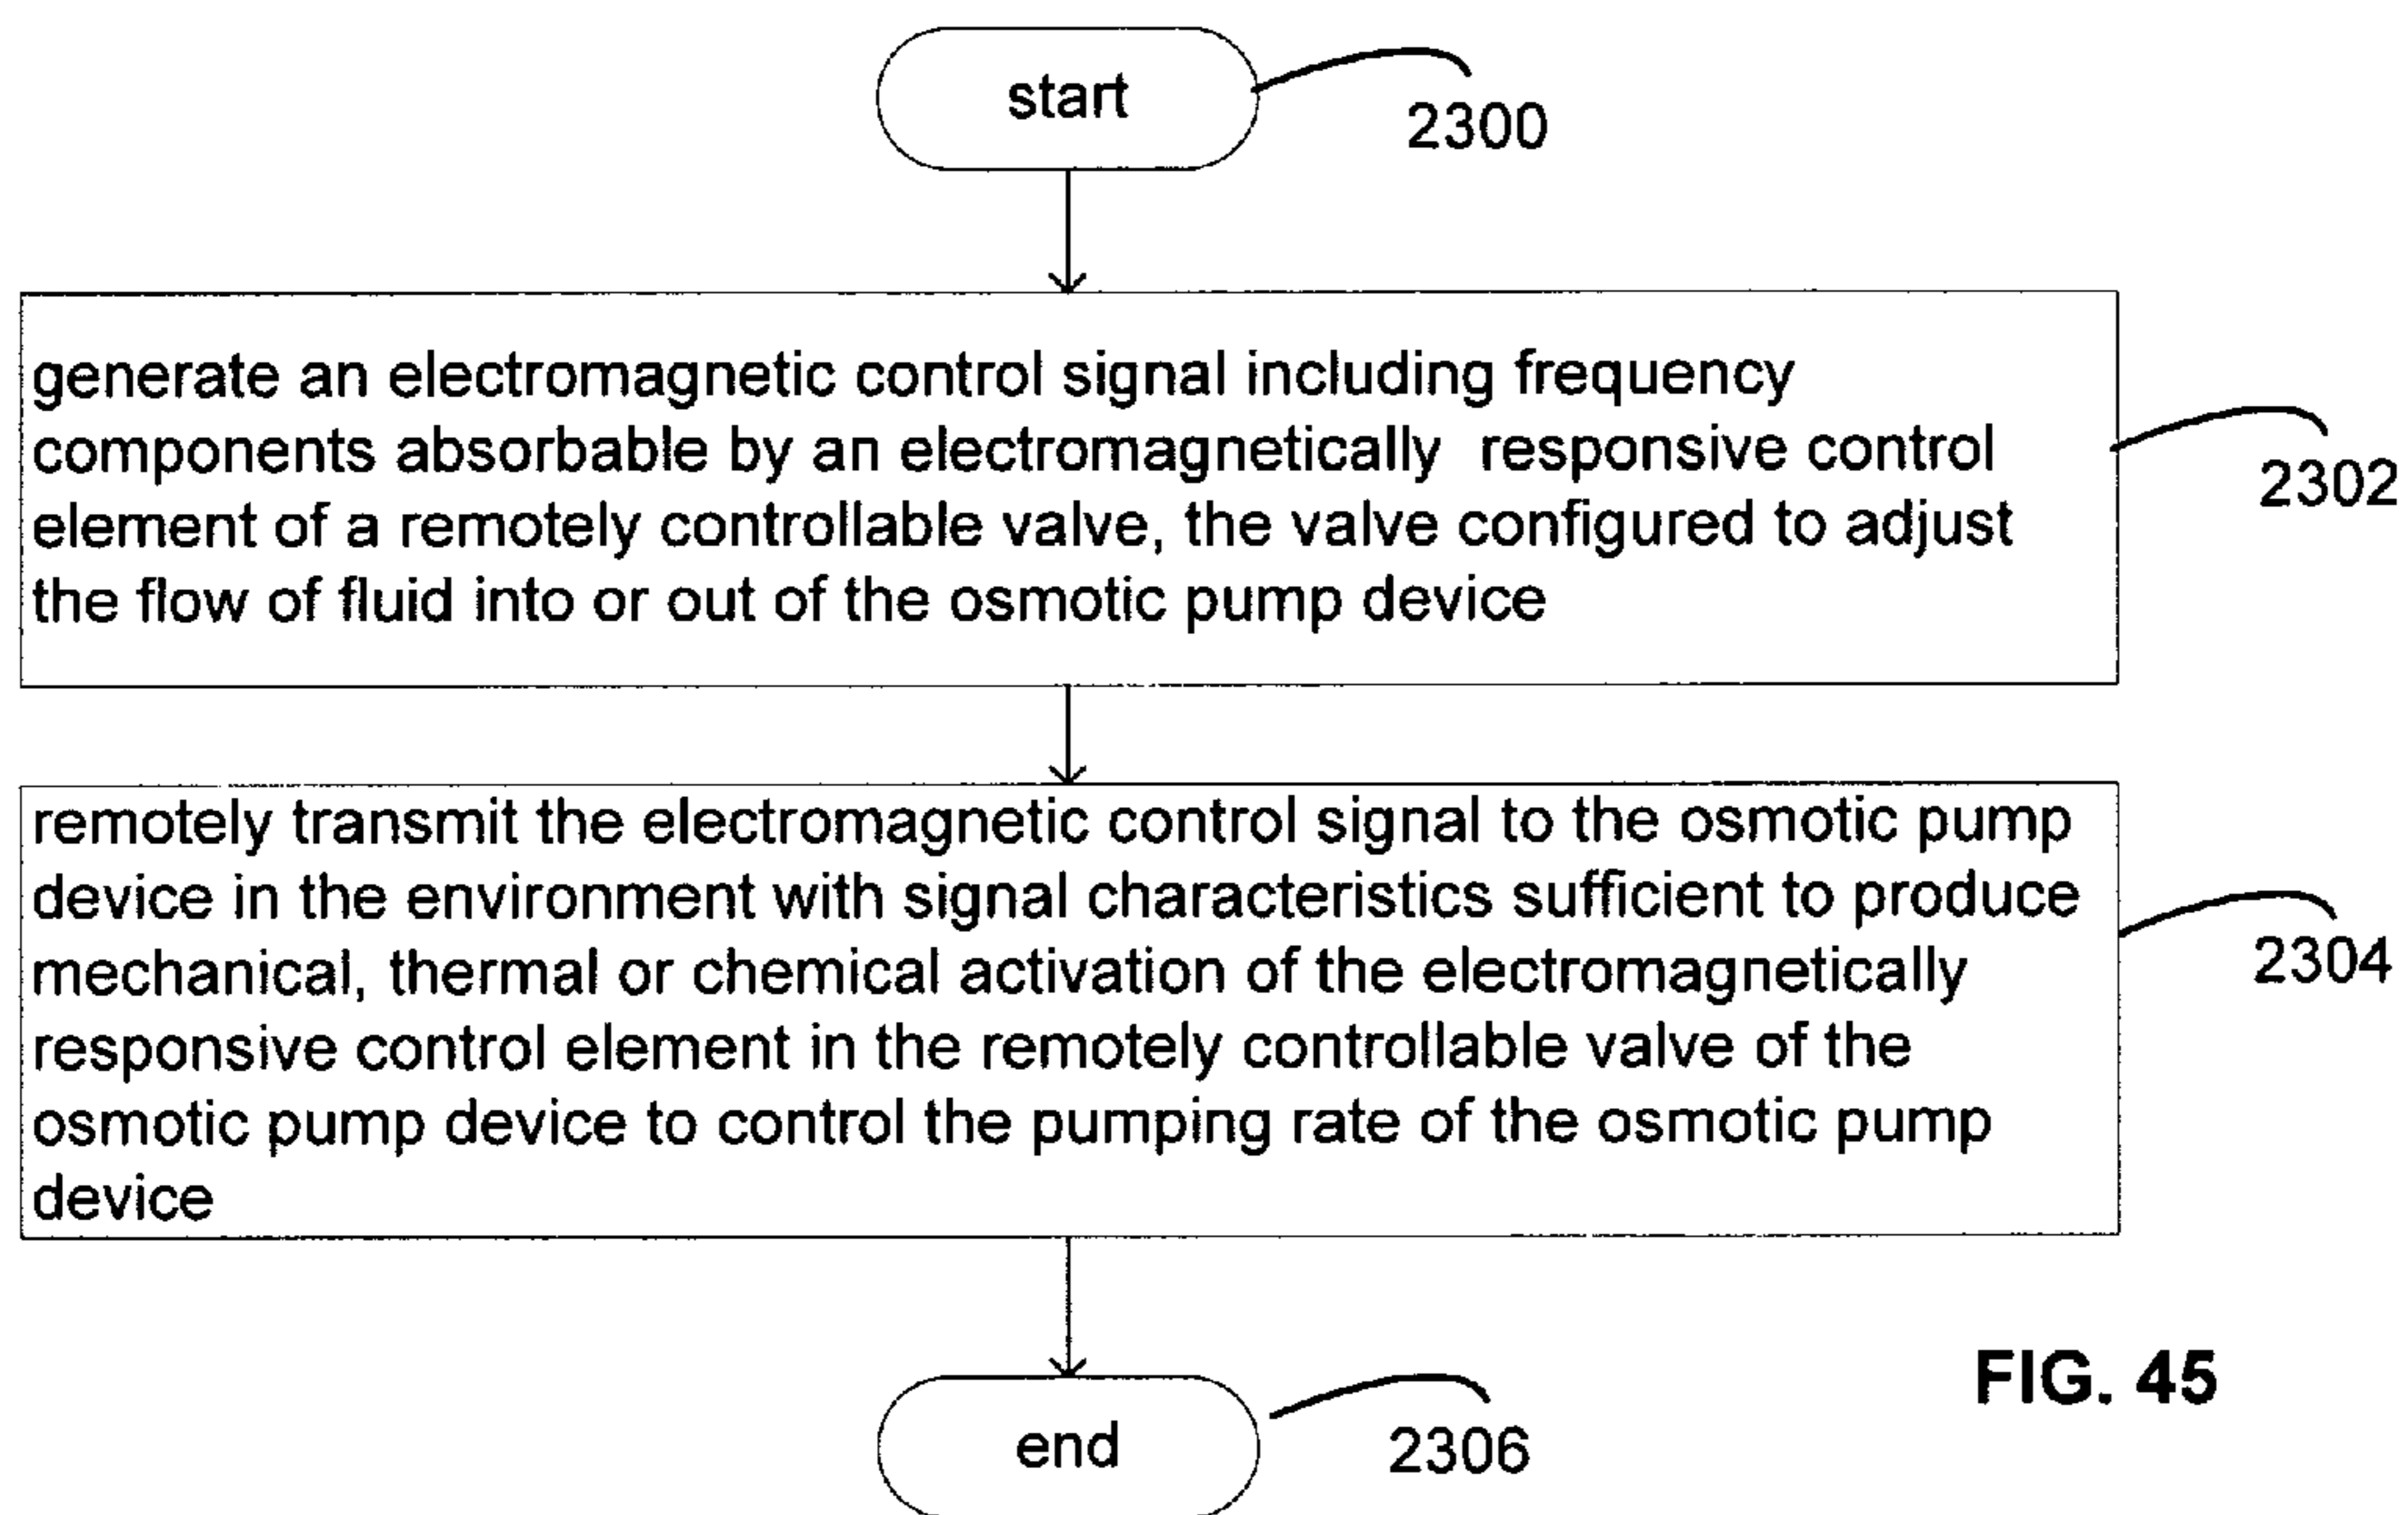 start
2300
generate an electromagnetic control signal including frequency
components absorbable by an electromagnetically responsive control
element of a remotely controllable valve, the valve configured to adjust
the flow of fluid into or out of the osmotic pump device
2302
remotely transmit the electromagnetic control signal to the osmotic pump
device in the environment with signal characteristics sufficient to produce
mechanical, thermal or chemical activation of the electromagnetically
responsive control element in the remotely controllable valve of the
osmotic pump device to control the pumping rate of the osmotic pump
device
2304
end
2306
FIG. 45